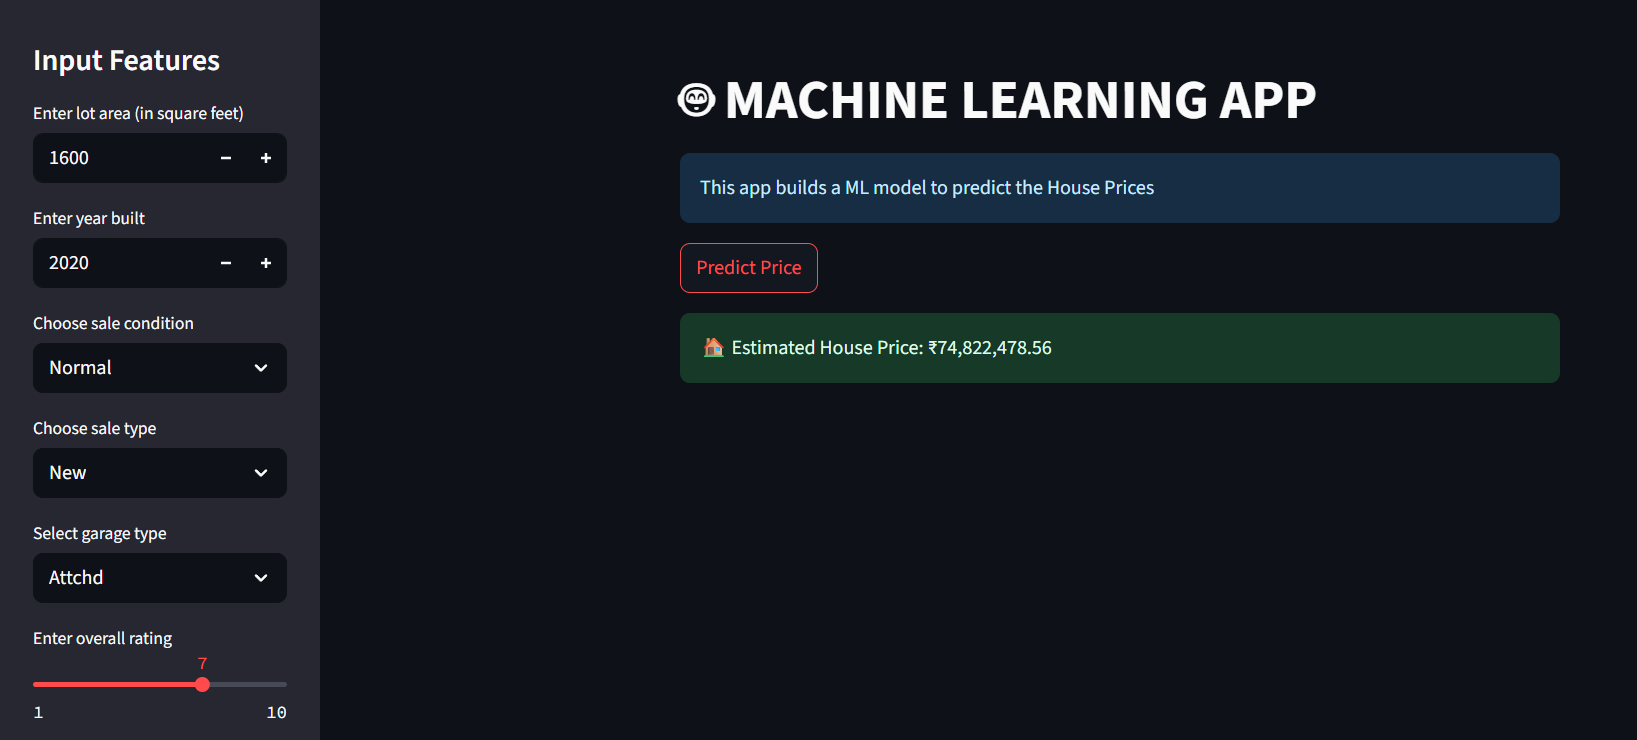 Input Features
Enter lot area (in square feet)
1600
Enter year built
2020
Choose sale condition
Normal
Choose sale type
New
Select garage type
Attchd
Enter overall rating
7
1 10
MACHINE LEARNING APP
This app builds a ML model to predict the House Prices
Predict Price
Estimated House Price: ₹74,822,478.56